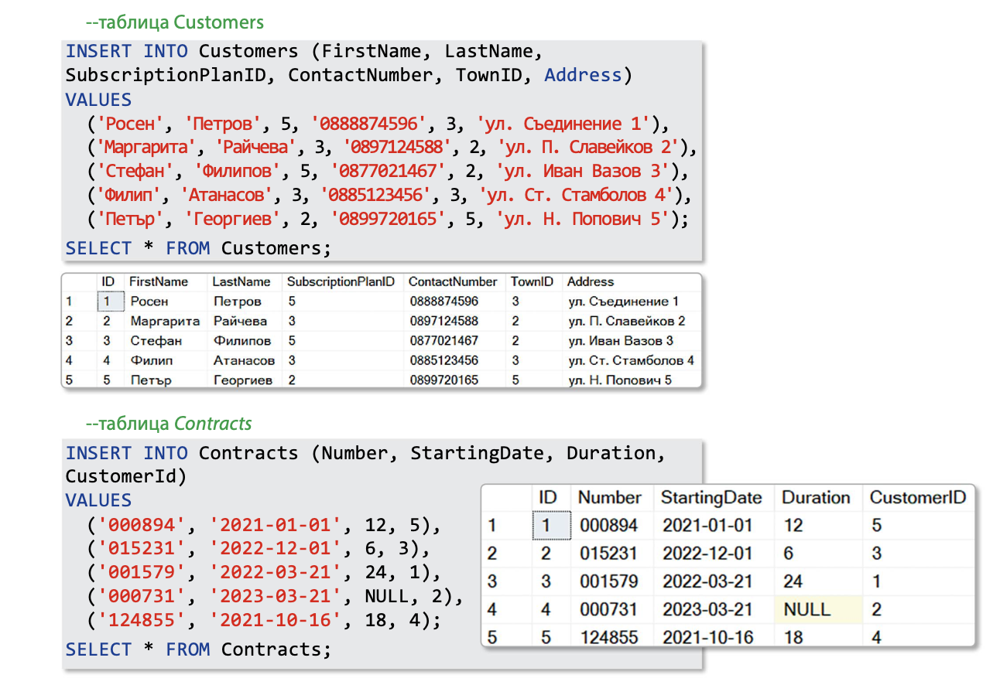 --таблица Customers
INSERT INTO Customers (FirstName, LastName,
SubscriptionPlanID, ContactNumber, TownID, Address)
VALUES
('Росен', 'Петров', 5, '0888874596', 3, 'ул. Съединение 1'),
('Маргарита', 'Райчева', 3, '0897124588', 2, 'ул. П. Славейков 2'),
('Стефан', 'Филипов', 5, '0877021467', 2, 'ул. Иван Вазов 3'),
('Филип', 'Атанасов', 3, '0885123456', 3, 'ул. Ст. Стамболов 4'),
('Петър', 'Георгиев', 2, '0899720165', 5, 'ул. Н. Попович 5');
SELECT * FROM Customers;
ID FirstName LastName SubscriptionPlanID ContactNumber TownID Address
1 1 Росен Петров 5 0888874596 3 ул. Съединение 1
2 2 Маргарита Райчева 3 0897124588 2 ул. П. Славейков 2
3 3 Стефан Филипов 5 0877021467 2 ул. Иван Вазов 3
4 4 Филип Атанасов 3 0885123456 3 ул. Ст. Стамболов 4
5 5 Петър Георгиев 2 0899720165 5 ул. Н. Попович 5
--таблица Contracts
INSERT INTO Contracts (Number, StartingDate, Duration,
CustomerId)
VALUES
('000894', '2021-01-01', 12, 5),
('015231', '2022-12-01', 6, 3),
('001579', '2022-03-21', 24, 1),
('000731', '2023-03-21', NULL, 2),
('124855', '2021-10-16', 18, 4);
SELECT * FROM Contracts;
ID Number StartingDate Duration CustomerID
1 1 000894 2021-01-01 12 5
2 2 015231 2022-12-01 6 3
3 3 001579 2022-03-21 24 1
4 4 000731 2023-03-21 NULL 2
5 5 124855 2021-10-16 18 4